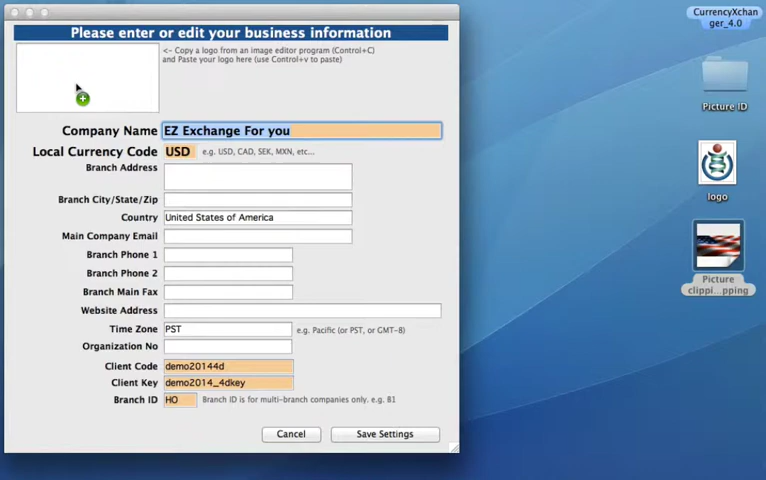 Please enter or edit your business information
<- Copy a logo from an image editor program (Control+C)
and Paste your logo here (use Control+v to paste)
Company Name EZ Exchange For you
Local Currency Code USD e.g. USD, CAD, SEK, MXN, etc...
Branch Address
Branch City/State/Zip
Country United States of America
Main Company Email
Branch Phone 1
Branch Phone 2
Branch Main Fax
Website Address
Time Zone PST e.g. Pacific (or PST, or GMT-8)
Organization No
Client Code demo20144d
Client Key demo2014_4dkey
Branch ID HO Branch ID is for multi-branch companies only. e.g. B1
Cancel Save Settings
CurrencyXchan
ger_4.0
Picture ID
logo
Picture
clippi...pping